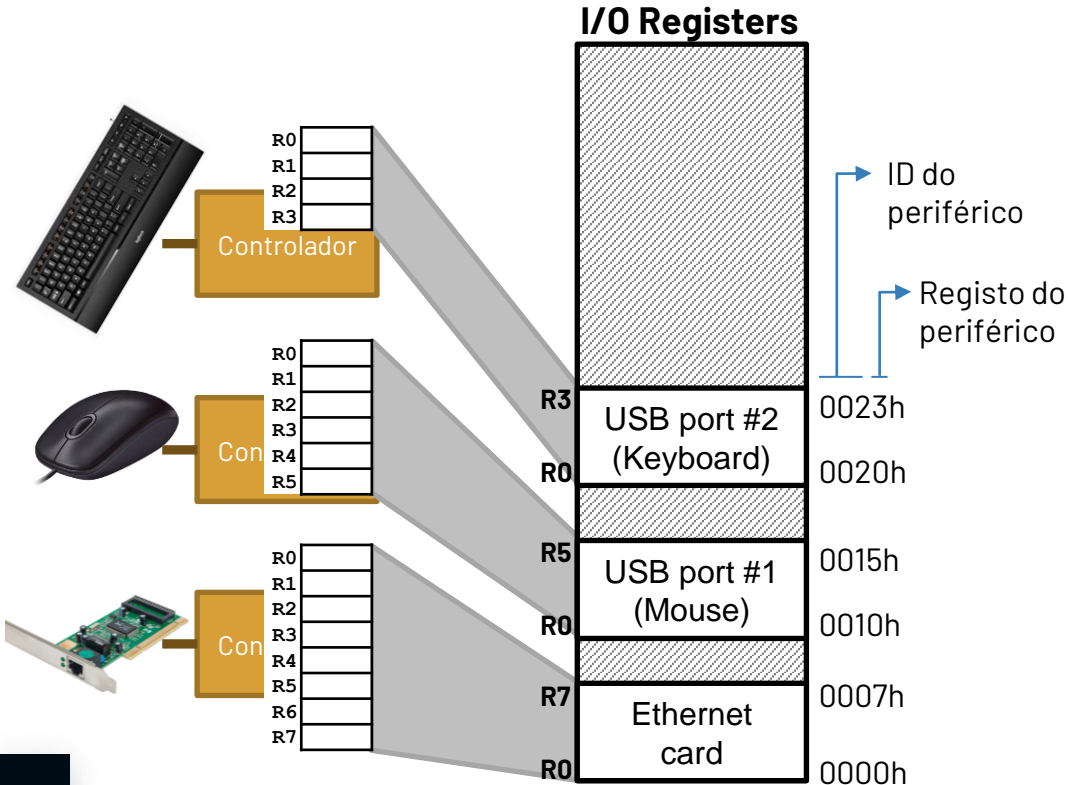 I/O Registers
R0
R1
R2
R3
Controlador
R0
R1
R2
R3
R4
R5
Con
R0
R1
R2
R3
R4
R5
R6
R7
Con
R3
USB port #2
(Keyboard)
R0
R5
USB port #1
(Mouse)
R0
R7
Ethernet
card
R0
ID do
periférico
Registo do
periférico
0023h
0020h
0015h
0010h
0007h
0000h